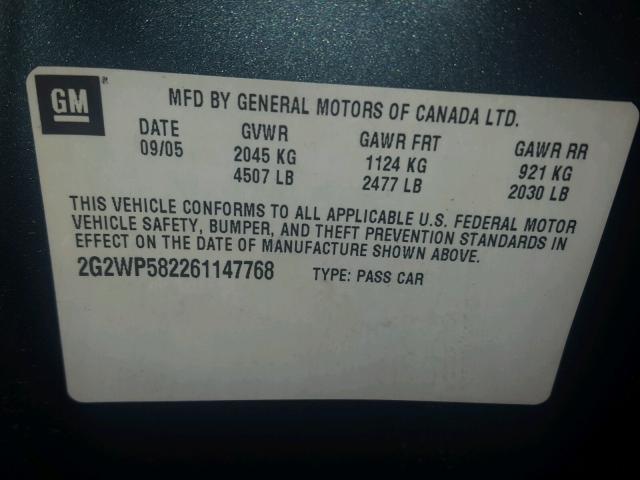 GM
MFD BY GENERAL MOTORS OF CANADA LTD.
DATE GVWR GAWR FRT GAWR RR
09/05 2045 KG 1124 KG 921 KG
4507 LB 2477 LB 2030 LB
THIS VEHICLE CONFORMS TO ALL APPLICABLE U.S. FEDERAL MOTOR
VEHICLE SAFETY, BUMPER, AND THEFT PREVENTION STANDARDS IN
EFFECT ON THE DATE OF MANUFACTURE SHOWN ABOVE.
2G2WP582261147768 TYPE: PASS CAR